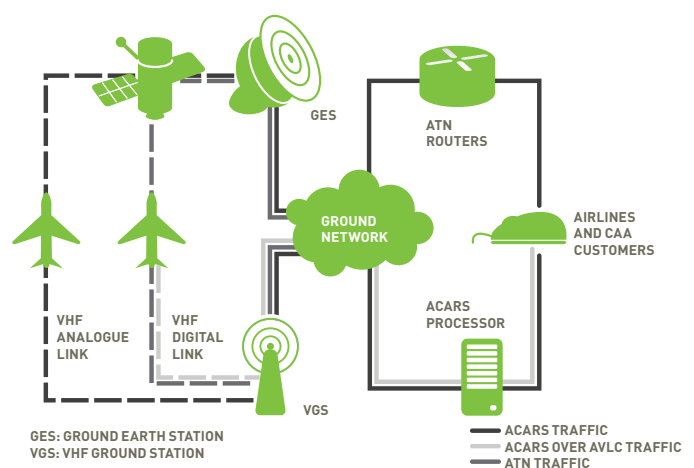 GES
ATN
ROUTERS
GROUND
NETWORK
AIRLINES
AND CAA
CUSTOMERS
VHF
ANALOGUE
LINK
VHF
DIGITAL
LINK
ACARS
PROCESSOR
VGS
GES: GROUND EARTH STATION
VGS: VHF GROUND STATION
ACARS TRAFFIC
ACARS OVER AVLC TRAFFIC
ATN TRAFFIC